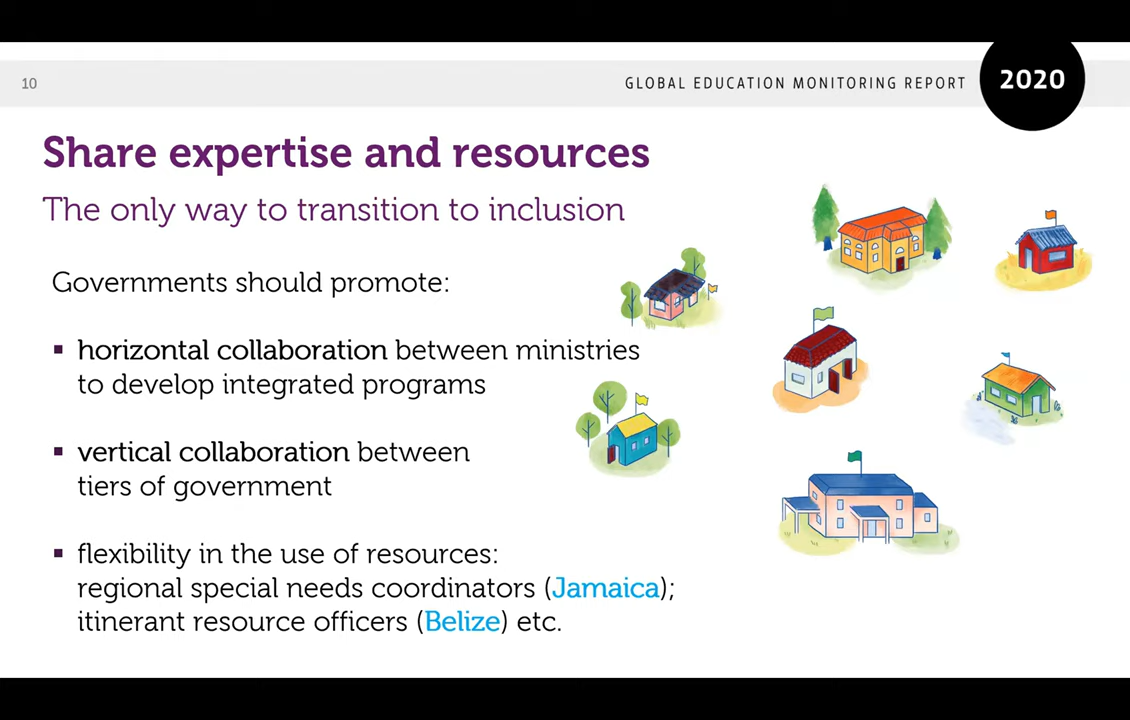 10
GLOBAL EDUCATION MONITORING REPORT
2020
Share expertise and resources
The only way to transition to inclusion
Governments should promote:
▪ horizontal collaboration between ministries
to develop integrated programs
▪ vertical collaboration between
tiers of government
▪ flexibility in the use of resources:
regional special needs coordinators (Jamaica);
itinerant resource officers (Belize) etc.